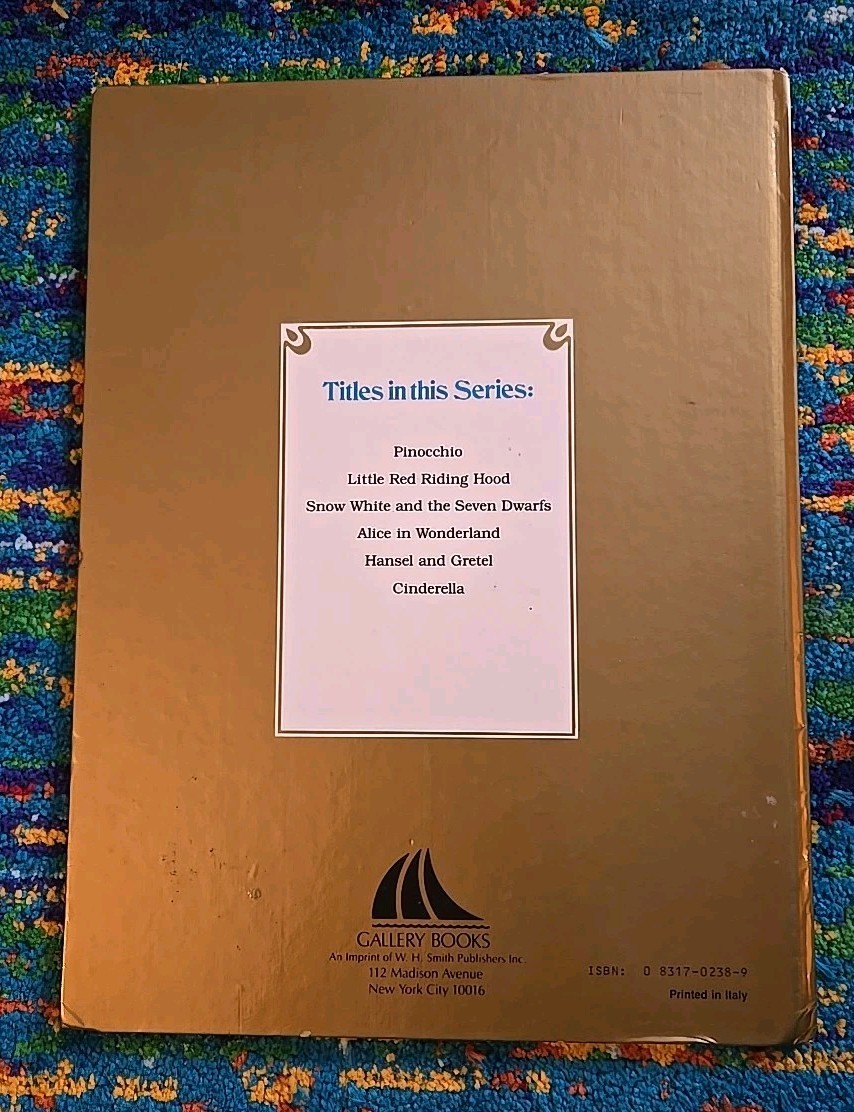 Titles in this Series:
Pinocchio
Little Red Riding Hood
Snow White and the Seven Dwarfs
Alice in Wonderland
Hansel and Gretel
Cinderella
GALLERY BOOKS
An Imprint of W. H. Smith Publishers Inc.
112 Madison Avenue
New York City 10016
ISBN: 0 8317-0238-9
Printed in Italy